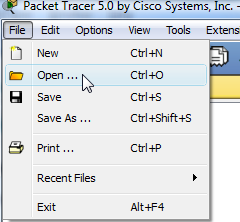 Packet Tracer 5.0 by Cisco Systems, Inc. -
File Edit Options View Tools Extens
New Ctrl+N
Open ... Ctrl+O
Save Ctrl+S
Save As ... Ctrl+Shift+S
Print ... Ctrl+P
Recent Files
Exit Alt+F4